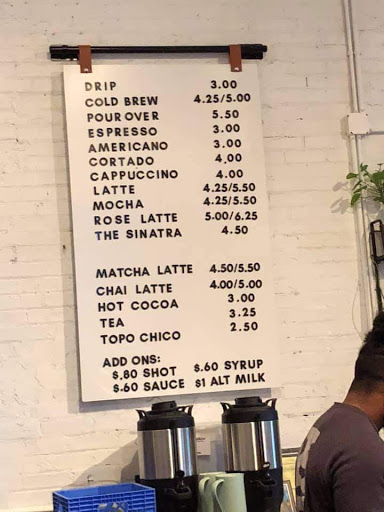 DRIP 3.00
COLD BREW 4.25/5.00
POUR OVER 5.50
ESPRESSO 3.00
AMERICANO 3.00
CORTADO 4.00
CAPPUCCINO 4.00
LATTE 4.25/5.50
MOCHA 4.25/5.50
ROSE LATTE 5.00/6.25
THE SINATRA 4.50
MATCHA LATTE 4.50/5.50
CHAI LATTE 4.00/5.00
HOT COCOA 3.00
TEA 3.25
TOPO CHICO 2.50
ADD ONS:
$.80 SHOT $.60 SYRUP
$.60 SAUCE $1 ALT MILK